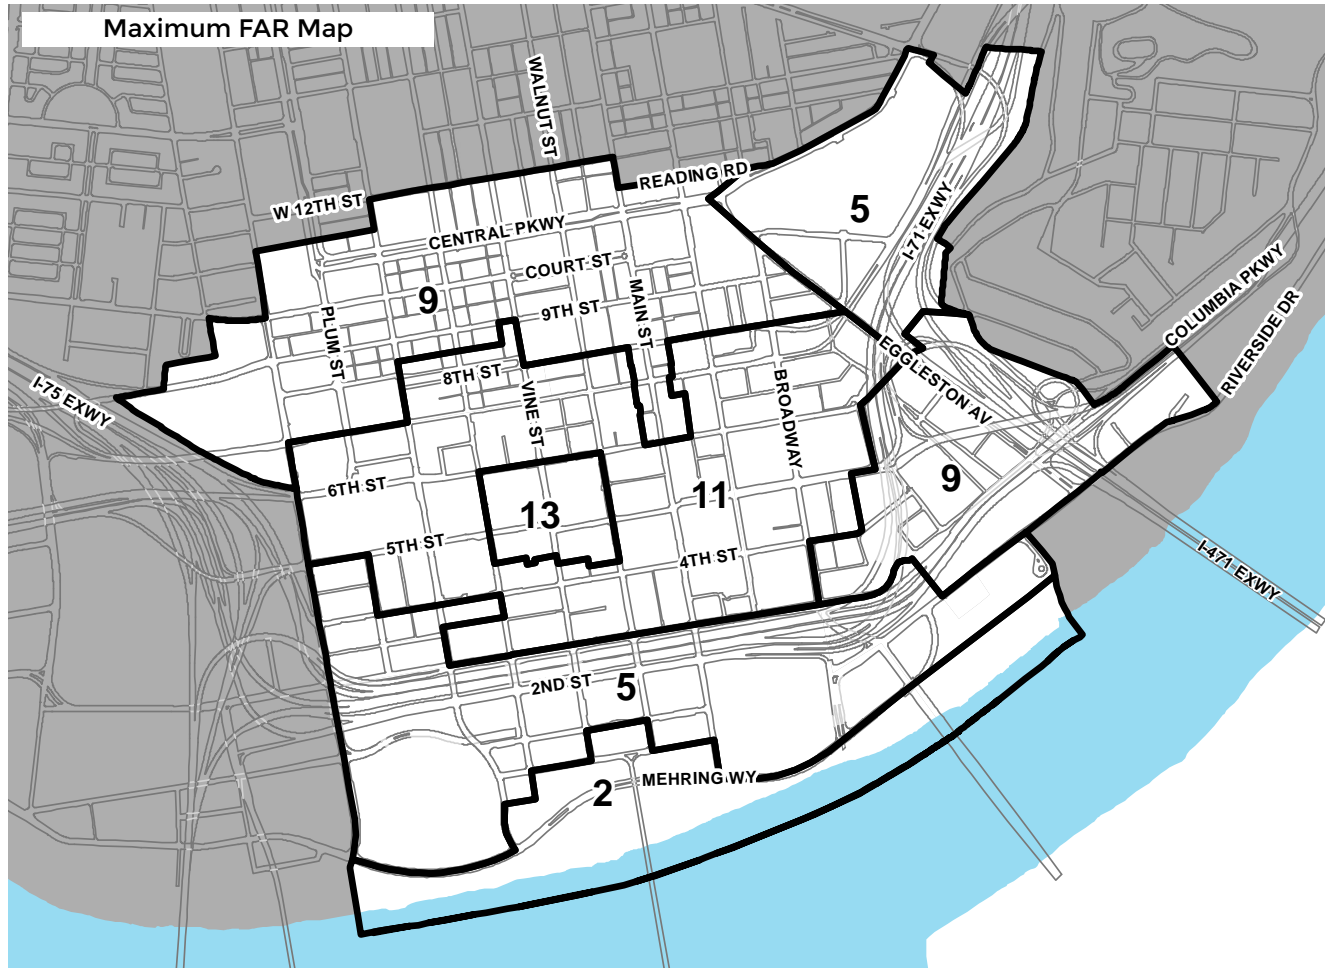 Maximum FAR Map
WALNUT ST
READING RD
W 12TH ST
CENTRAL PKWY
5
I-71 EXWY
COURT ST
9
9TH ST
MAIN ST
PLUM ST
COLUMBIA PKWY
RIVERSIDE DR
EGGLESTON AV
8TH ST
VINE ST
BROADWAY
I-75 EXWY
6TH ST
13
11
9
5TH ST
4TH ST
I-471 EXWY
2ND ST
5
2
MEHRING WY